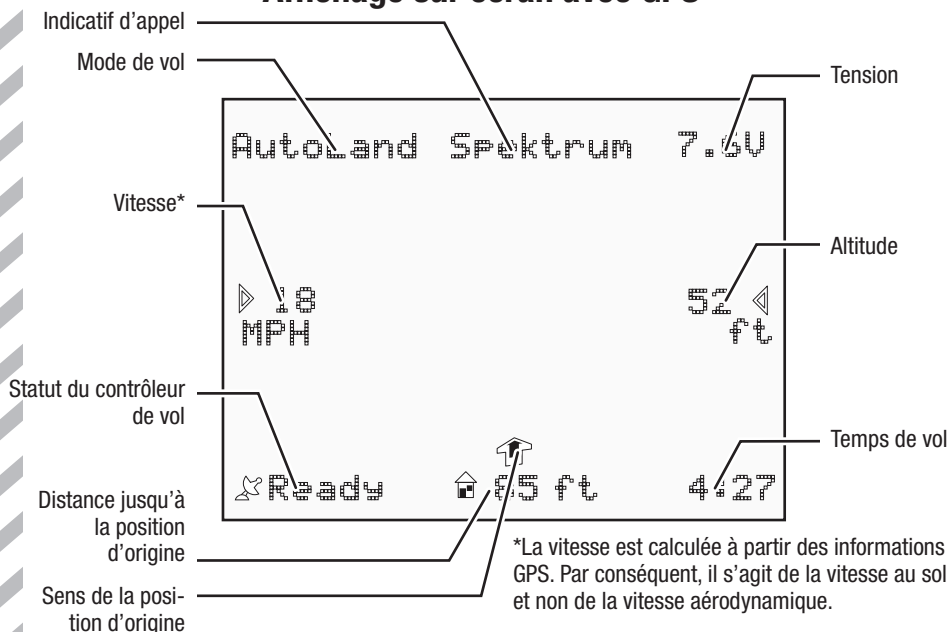 Affichage sur écran avec GPS
Indicatif d'appel
Mode de vol
Tension
AutoLand Spektrum 7.6V
Vitesse*
Altitude
18
MPH
52
ft
Statut du contrôleur
de vol
Temps de vol
Ready 85 ft 4:27
Distance jusqu'à
la position
d'origine
Sens de la posi-
tion d'origine
*La vitesse est calculée à partir des informations
GPS. Par conséquent, il s'agit de la vitesse au sol
et non de la vitesse aérodynamique.